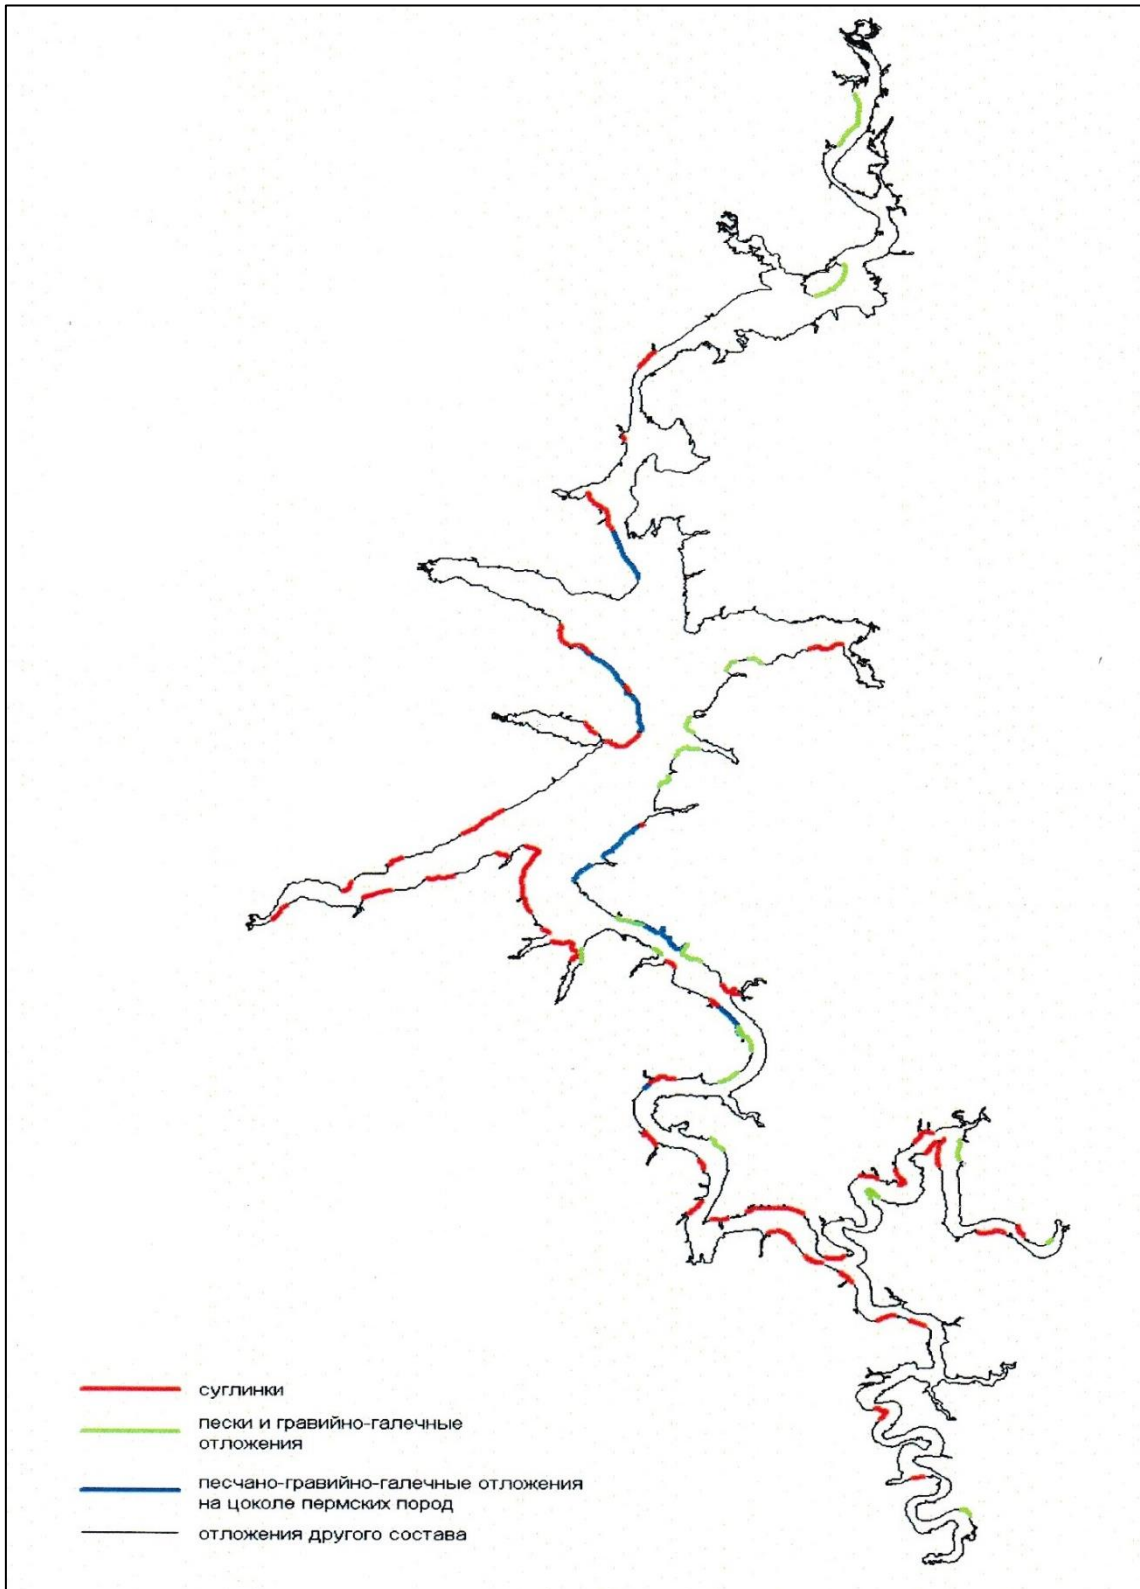 суглинки
пески и гравийно-галечные
отложения
песчано-гравийно-галечные отложения
на цоколе пермских пород
отложения другого состава